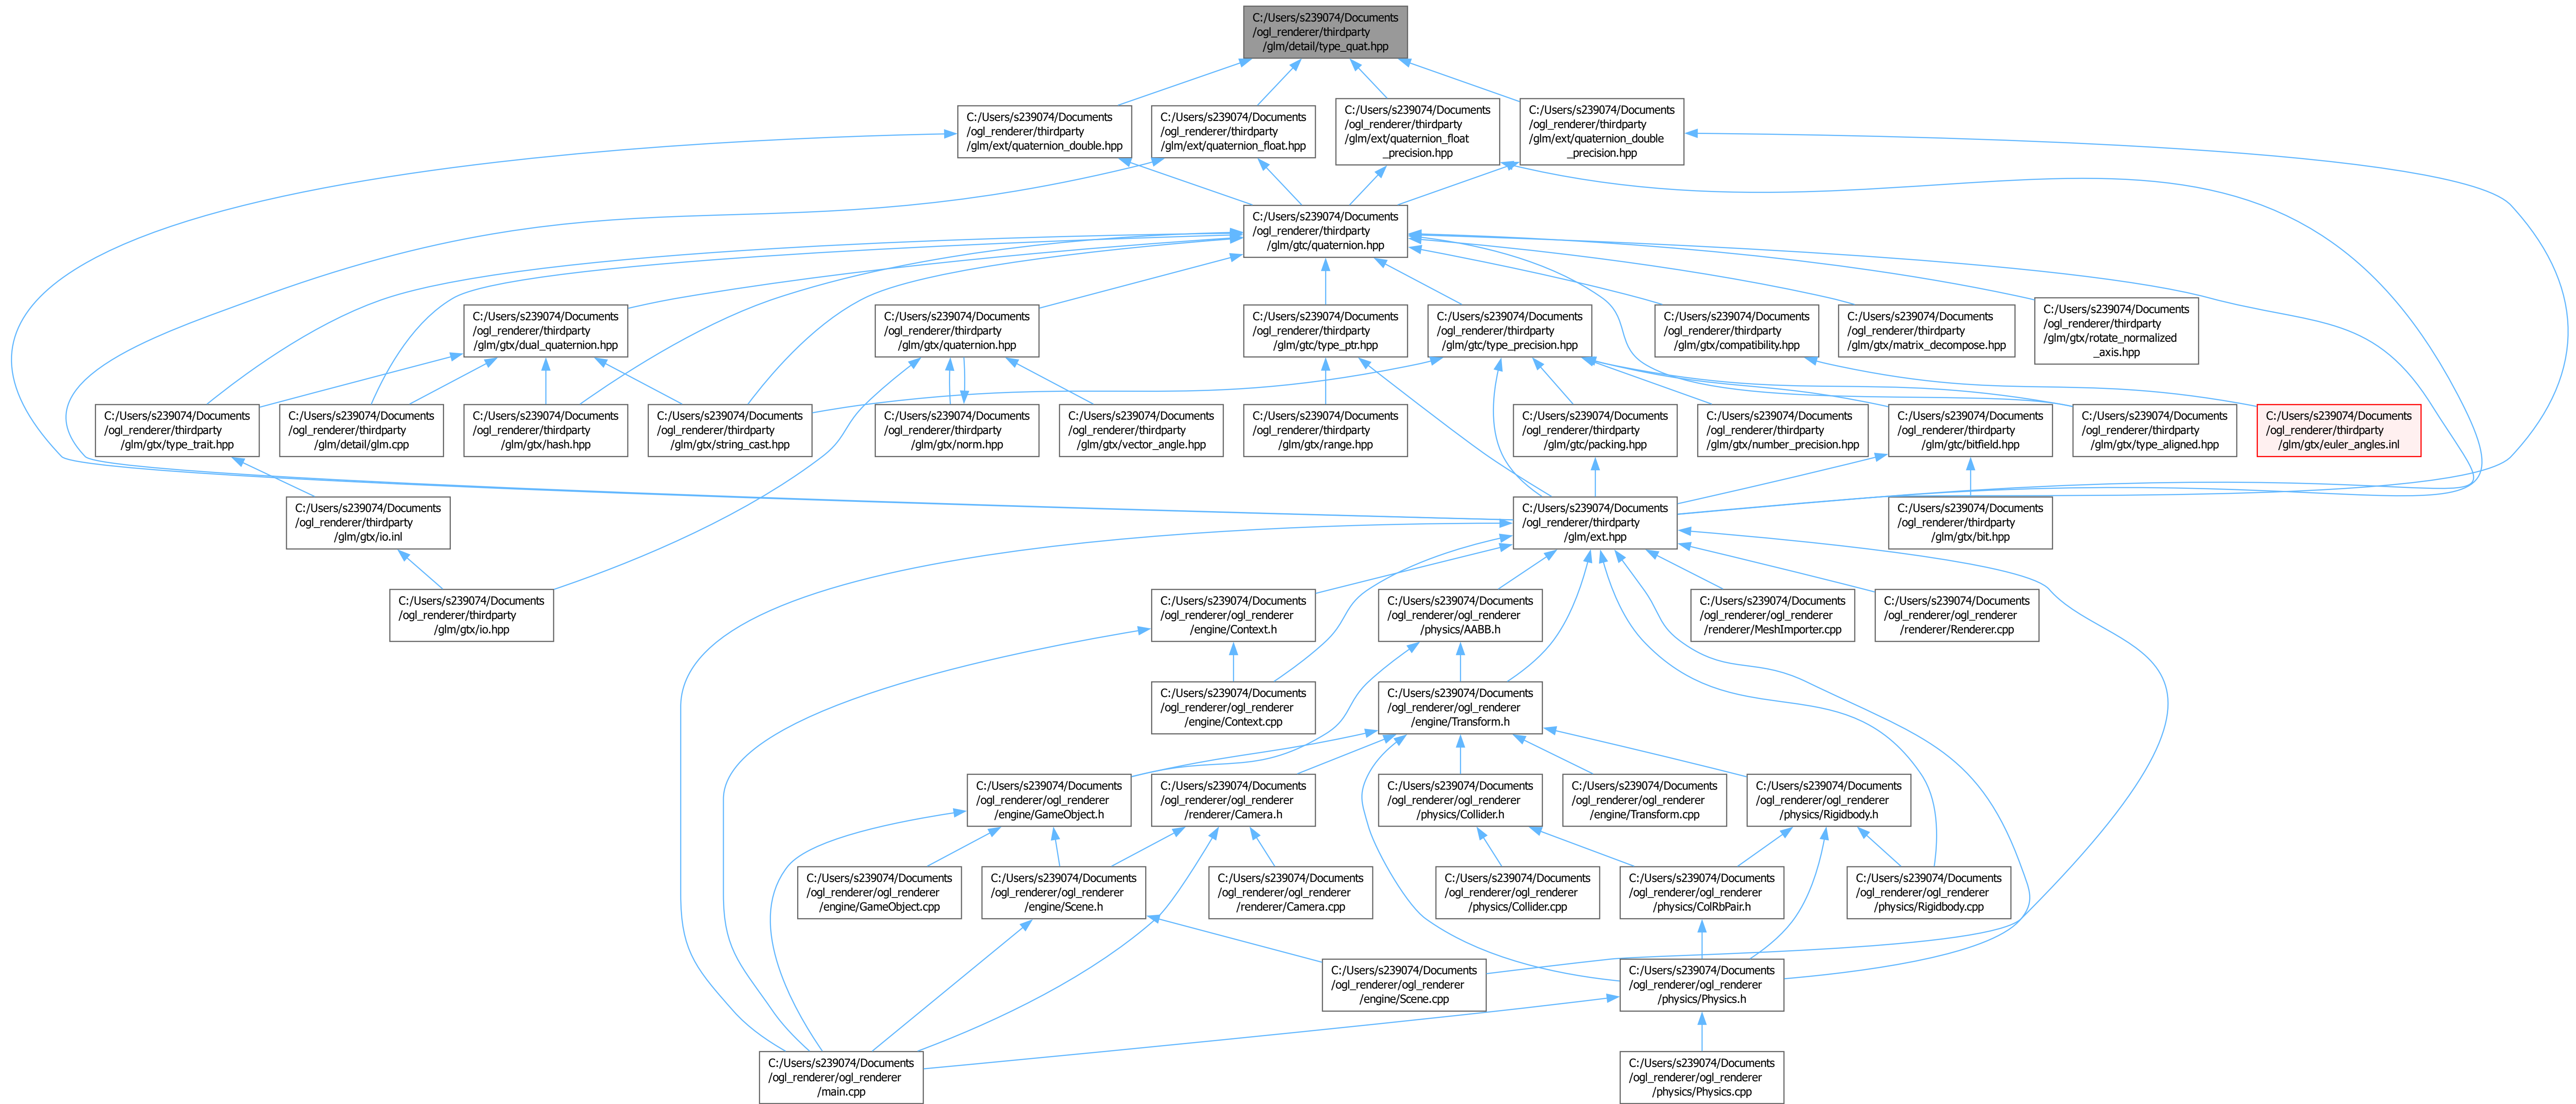 C:/Users/s239074/Documents
/ogl_renderer/thirdparty
/glm/detail/type_quat.hpp
C:/Users/s239074/Documents
/ogl_renderer/thirdparty
/glm/ext/quaternion_double.hpp
C:/Users/s239074/Documents
/ogl_renderer/thirdparty
/glm/ext/quaternion_float.hpp
C:/Users/s239074/Documents
/ogl_renderer/thirdparty
/glm/ext/quaternion_float
_precision.hpp
C:/Users/s239074/Documents
/ogl_renderer/thirdparty
/glm/ext/quaternion_double
_precision.hpp
C:/Users/s239074/Documents
/ogl_renderer/thirdparty
/glm/gtc/quaternion.hpp
C:/Users/s239074/Documents
/ogl_renderer/thirdparty
/glm/gtx/dual_quaternion.hpp
C:/Users/s239074/Documents
/ogl_renderer/thirdparty
/glm/gtx/quaternion.hpp
C:/Users/s239074/Documents
/ogl_renderer/thirdparty
/glm/gtc/type_ptr.hpp
C:/Users/s239074/Documents
/ogl_renderer/thirdparty
/glm/gtc/type_precision.hpp
C:/Users/s239074/Documents
/ogl_renderer/thirdparty
/glm/gtx/compatibility.hpp
C:/Users/s239074/Documents
/ogl_renderer/thirdparty
/glm/gtx/matrix_decompose.hpp
C:/Users/s239074/Documents
/ogl_renderer/thirdparty
/glm/gtx/rotate_normalized
_axis.hpp
C:/Users/s239074/Documents
/ogl_renderer/thirdparty
/glm/gtx/type_trait.hpp
C:/Users/s239074/Documents
/ogl_renderer/thirdparty
/glm/detail/glm.cpp
C:/Users/s239074/Documents
/ogl_renderer/thirdparty
/glm/gtx/hash.hpp
C:/Users/s239074/Documents
/ogl_renderer/thirdparty
/glm/gtx/string_cast.hpp
C:/Users/s239074/Documents
/ogl_renderer/thirdparty
/glm/gtx/norm.hpp
C:/Users/s239074/Documents
/ogl_renderer/thirdparty
/glm/gtx/vector_angle.hpp
C:/Users/s239074/Documents
/ogl_renderer/thirdparty
/glm/gtx/range.hpp
C:/Users/s239074/Documents
/ogl_renderer/thirdparty
/glm/gtc/packing.hpp
C:/Users/s239074/Documents
/ogl_renderer/thirdparty
/glm/gtx/number_precision.hpp
C:/Users/s239074/Documents
/ogl_renderer/thirdparty
/glm/gtc/bitfield.hpp
C:/Users/s239074/Documents
/ogl_renderer/thirdparty
/glm/gtx/type_aligned.hpp
C:/Users/s239074/Documents
/ogl_renderer/thirdparty
/glm/gtx/euler_angles.inl
C:/Users/s239074/Documents
/ogl_renderer/thirdparty
/glm/gtx/io.inl
C:/Users/s239074/Documents
/ogl_renderer/thirdparty
/glm/ext.hpp
C:/Users/s239074/Documents
/ogl_renderer/thirdparty
/glm/gtx/bit.hpp
C:/Users/s239074/Documents
/ogl_renderer/thirdparty
/glm/gtx/io.hpp
C:/Users/s239074/Documents
/ogl_renderer/ogl_renderer
/engine/Context.h
C:/Users/s239074/Documents
/ogl_renderer/ogl_renderer
/physics/AABB.h
C:/Users/s239074/Documents
/ogl_renderer/ogl_renderer
/renderer/MeshImporter.cpp
C:/Users/s239074/Documents
/ogl_renderer/ogl_renderer
/renderer/Renderer.cpp
C:/Users/s239074/Documents
/ogl_renderer/ogl_renderer
/engine/Context.cpp
C:/Users/s239074/Documents
/ogl_renderer/ogl_renderer
/engine/Transform.h
C:/Users/s239074/Documents
/ogl_renderer/ogl_renderer
/engine/GameObject.h
C:/Users/s239074/Documents
/ogl_renderer/ogl_renderer
/renderer/Camera.h
C:/Users/s239074/Documents
/ogl_renderer/ogl_renderer
/physics/Collider.h
C:/Users/s239074/Documents
/ogl_renderer/ogl_renderer
/engine/Transform.cpp
C:/Users/s239074/Documents
/ogl_renderer/ogl_renderer
/physics/Rigidbody.h
C:/Users/s239074/Documents
/ogl_renderer/ogl_renderer
/engine/GameObject.cpp
C:/Users/s239074/Documents
/ogl_renderer/ogl_renderer
/engine/Scene.h
C:/Users/s239074/Documents
/ogl_renderer/ogl_renderer
/renderer/Camera.cpp
C:/Users/s239074/Documents
/ogl_renderer/ogl_renderer
/physics/Collider.cpp
C:/Users/s239074/Documents
/ogl_renderer/ogl_renderer
/physics/ColRbPair.h
C:/Users/s239074/Documents
/ogl_renderer/ogl_renderer
/physics/Rigidbody.cpp
C:/Users/s239074/Documents
/ogl_renderer/ogl_renderer
/engine/Scene.cpp
C:/Users/s239074/Documents
/ogl_renderer/ogl_renderer
/physics/Physics.h
C:/Users/s239074/Documents
/ogl_renderer/ogl_renderer
/main.cpp
C:/Users/s239074/Documents
/ogl_renderer/ogl_renderer
/physics/Physics.cpp